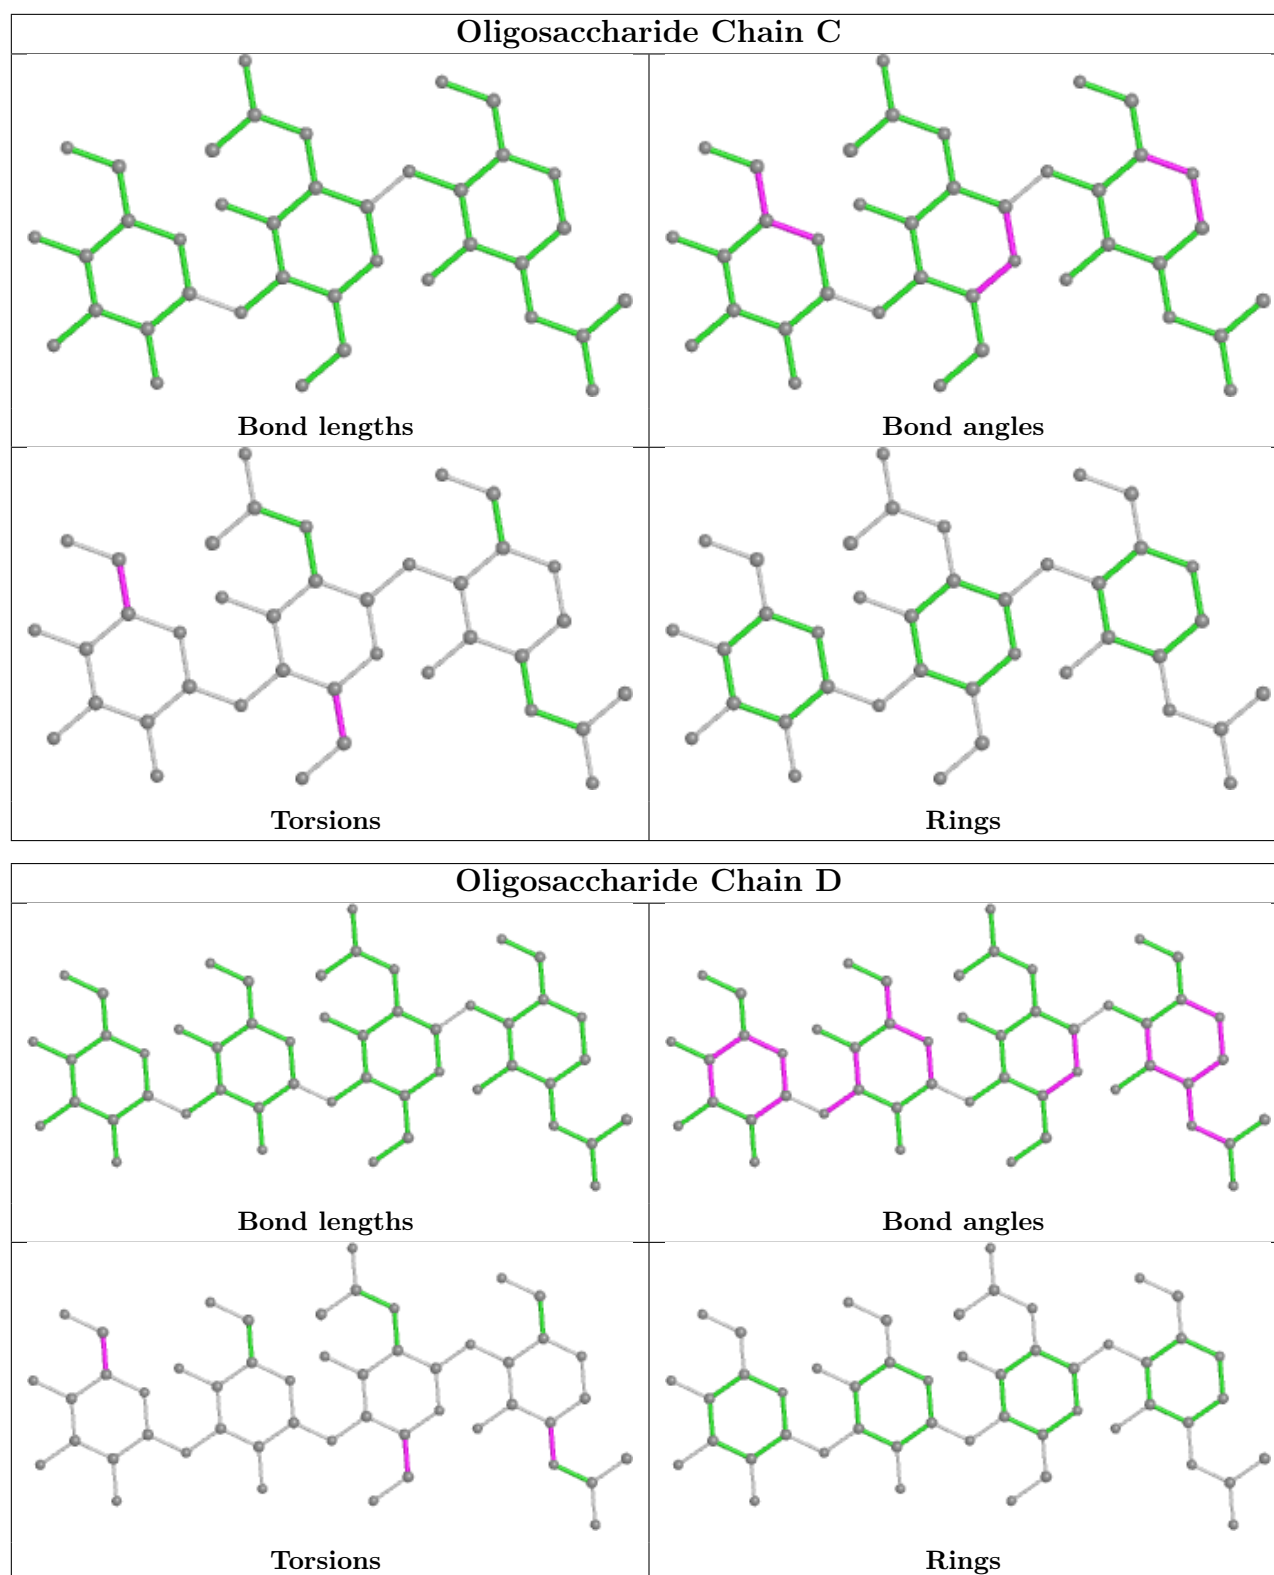 Oligosaccharide Chain C
Bond lengths
Bond angles
Torsions
Rings
Oligosaccharide Chain D
Bond lengths
Bond angles
Torsions
Rings